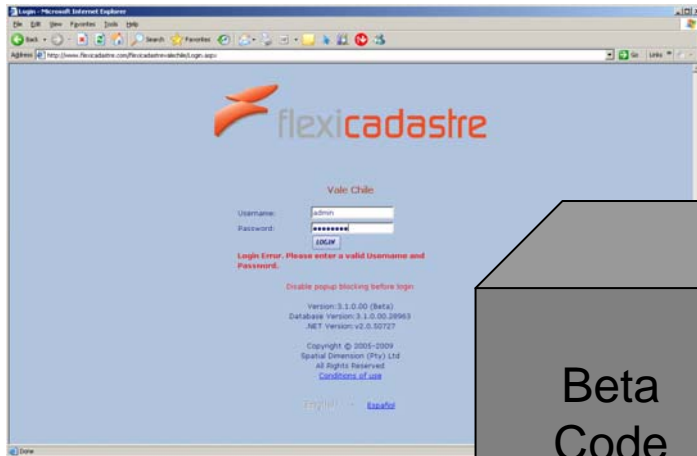 Login - Microsoft Internet Explorer
File Edit View Favorites Tools Help
Back Search Favorites
Address http://www.flexicadastre.com/flexicadastrevalechile/Login.aspx Go Links
flexicadastre
Vale Chile
Username: admin
Password: ••••••••
LOGIN
Login Error. Please enter a valid Username and
Password.
Disable popup blocking before login
Version:3.1.0.00 (Beta)
Database Version:3.1.0.00.28963
.NET Version: v2.0.50727
Copyright © 2005-2009
Spatial Dimension (Pty) Ltd
All Rights Reserved
Conditions of use
English Español
Done
Beta
Code